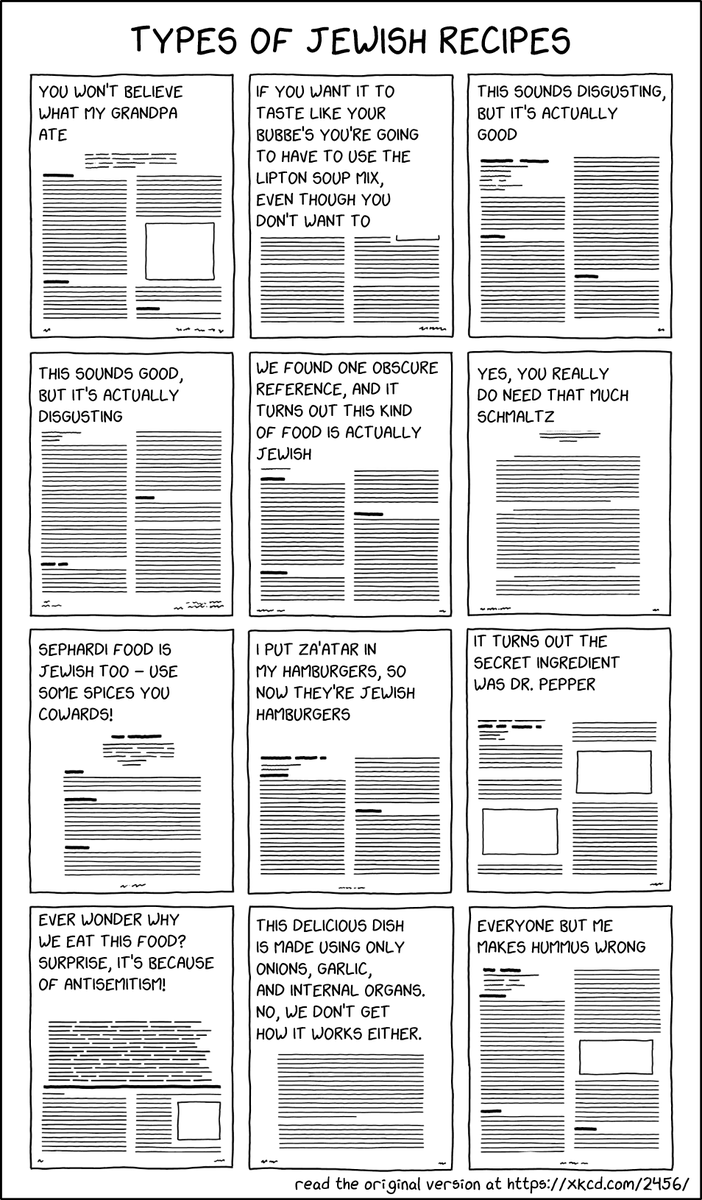 TYPES OF JEWISH RECIPES
YOU WON'T BELIEVE
WHAT MY GRANDPA
ATE
IF YOU WANT IT TO
TASTE LIKE YOUR
BUBBE'S YOU'RE GOING
TO HAVE TO USE THE
LIPTON SOUP MIX,
EVEN THOUGH YOU
DON'T WANT TO
THIS SOUNDS DISGUSTING,
BUT IT'S ACTUALLY
GOOD
THIS SOUNDS GOOD,
BUT IT'S ACTUALLY
DISGUSTING
WE FOUND ONE OBSCURE
REFERENCE, AND IT
TURNS OUT THIS KIND
OF FOOD IS ACTUALLY
JEWISH
YES, YOU REALLY
DO NEED THAT MUCH
SCHMALTZ
SEPHARDI FOOD IS
JEWISH TOO – USE
SOME SPICES YOU
COWARDS!
I PUT ZA'ATAR IN
MY HAMBURGERS, SO
NOW THEY'RE JEWISH
HAMBURGERS
IT TURNS OUT THE
SECRET INGREDIENT
WAS DR. PEPPER
EVER WONDER WHY
WE EAT THIS FOOD?
SURPRISE, IT'S BECAUSE
OF ANTISEMITISM!
THIS DELICIOUS DISH
IS MADE USING ONLY
ONIONS, GARLIC,
AND INTERNAL ORGANS.
NO, WE DON'T GET
HOW IT WORKS EITHER.
EVERYONE BUT ME
MAKES HUMMUS WRONG
read the original version at https://xkcd.com/2456/